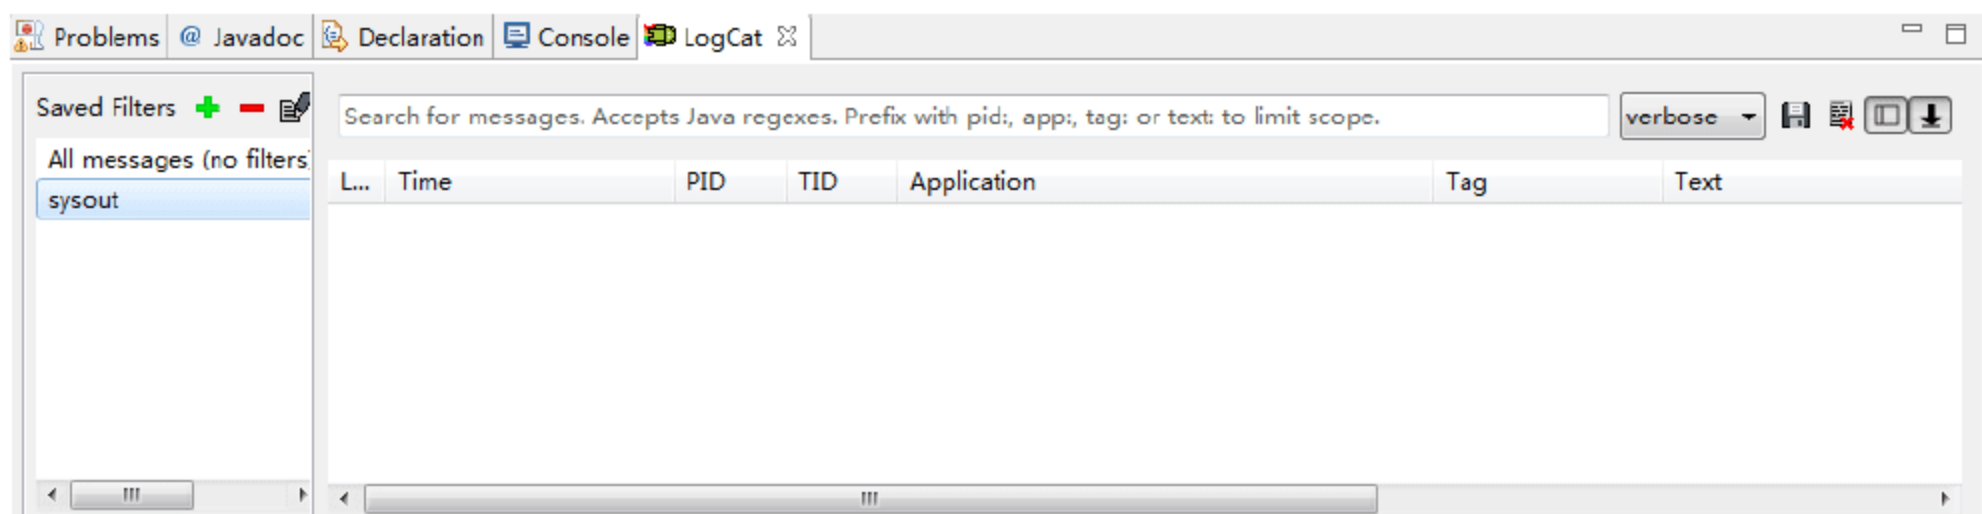 Problems @ Javadoc Declaration Console LogCat
Saved Filters
Search for messages. Accepts Java regexes. Prefix with pid:, app:, tag: or text: to limit scope.
verbose
All messages (no filters)
sysout
L... Time PID TID Application Tag Text